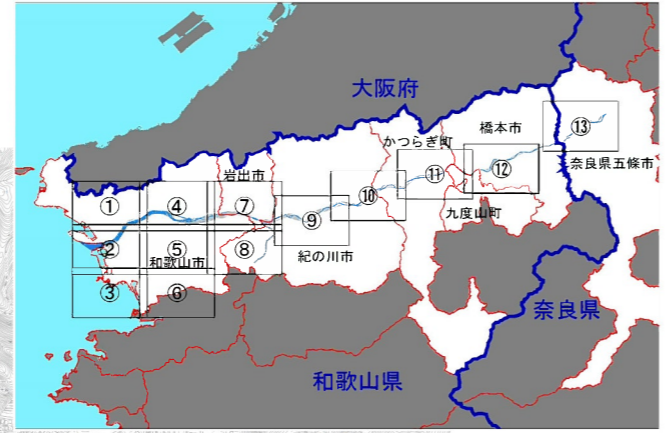 大阪府
橋本市
かつらぎ町
⑬
奈良県五條市
岩出市
⑪
⑫
⑩
①
④
⑦
⑨
九度山町
②
⑤
⑧
紀の川市
和歌山市
③
⑥
奈良県
和歌山県